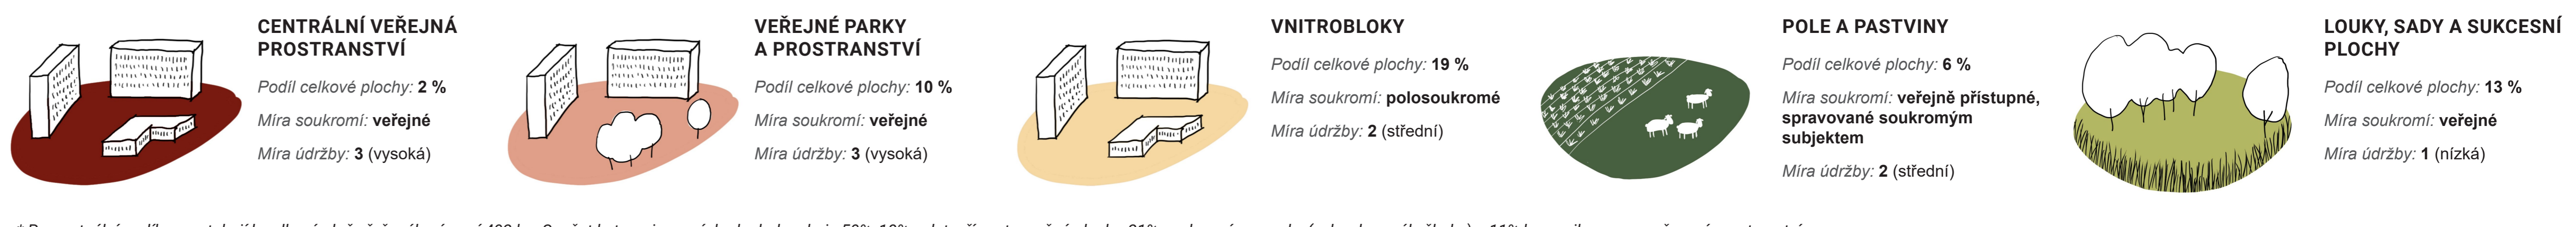 CENTRÁLNÍ VEŘEJNÁ
PROSTRANSTVÍ
Podíl celkové plochy: 2 %
Míra soukromí: veřejné
Míra údržby: 3 (vysoká)
VEŘEJNÉ PARKY
A PROSTRANSTVÍ
Podíl celkové plochy: 10 %
Míra soukromí: veřejné
Míra údržby: 3 (vysoká)
VNITROBLOKY
Podíl celkové plochy: 19 %
Míra soukromí: polosoukromé
Míra údržby: 2 (střední)
POLE A PASTVINY
Podíl celkové plochy: 6 %
Míra soukromí: veřejně přístupné,
spravované soukromým
subjektem
Míra údržby: 2 (střední)
LOUKY, SADY A SUKCESNÍ
PLOCHY
Podíl celkové plochy: 13 %
Míra soukromí: veřejné
Míra údržby: 1 (nízká)